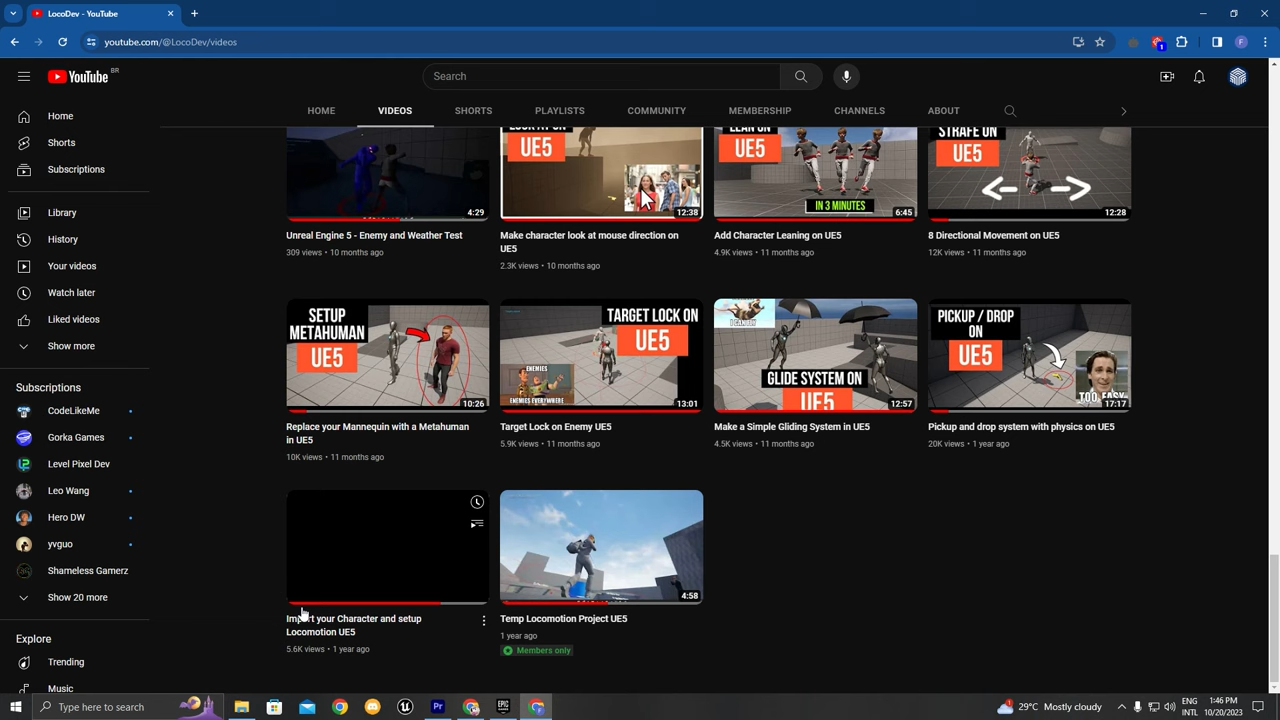 LocoDev - YouTube
youtube.com/@LocoDev/videos
YouTube BR
Search
HOME
VIDEOS
SHORTS
PLAYLISTS
COMMUNITY
MEMBERSHIP
CHANNELS
ABOUT
Home
Shorts
Subscriptions
Library
History
Your videos
Watch later
Liked videos
Show more
Subscriptions
CodeLikeMe
Gorka Games
Level Pixel Dev
Leo Wang
Hero DW
yvguo
Shameless Gamerz
Show 20 more
Explore
Trending
Music
4:29
Unreal Engine 5 - Enemy and Weather Test
309 views • 10 months ago
LOOK AT ON
UE5
12:38
Make character look at mouse direction on
UE5
2.3K views • 10 months ago
LEAN ON
UE5
IN 3 MINUTES
6:45
Add Character Leaning on UE5
4.9K views • 11 months ago
STRAFE ON
UE5
12:28
8 Directional Movement on UE5
12K views • 11 months ago
SETUP
METAHUMAN
UE5
10:26
Replace your Mannequin with a Metahuman
in UE5
10K views • 11 months ago
TARGET LOCK ON
UE5
ENEMIES
ENEMIES EVERYWHERE
13:01
Target Lock on Enemy UE5
5.9K views • 11 months ago
GLIDE SYSTEM ON
UE5
12:57
Make a Simple Gliding System in UE5
4.5K views • 11 months ago
PICKUP / DROP
ON
UE5
TOO EASY
17:17
Pickup and drop system with physics on UE5
20K views • 1 year ago
Import your Character and setup
Locomotion UE5
5.6K views • 1 year ago
4:58
Temp Locomotion Project UE5
1 year ago
Members only
Type here to search
29°C Mostly cloudy
ENG
INTL
1:46 PM
10/20/2023